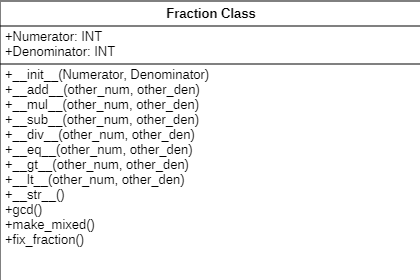 Fraction Class
+Numerator: INT
+Denominator: INT
+__init__(Numerator, Denominator)
+__add__(other_num, other_den)
+__mul__(other_num, other_den)
+__sub__(other_num, other_den)
+__div__(other_num, other_den)
+__eq__(other_num, other_den)
+__gt__(other_num, other_den)
+__lt__(other_num, other_den)
+__str__()
+gcd()
+make_mixed()
+fix_fraction()